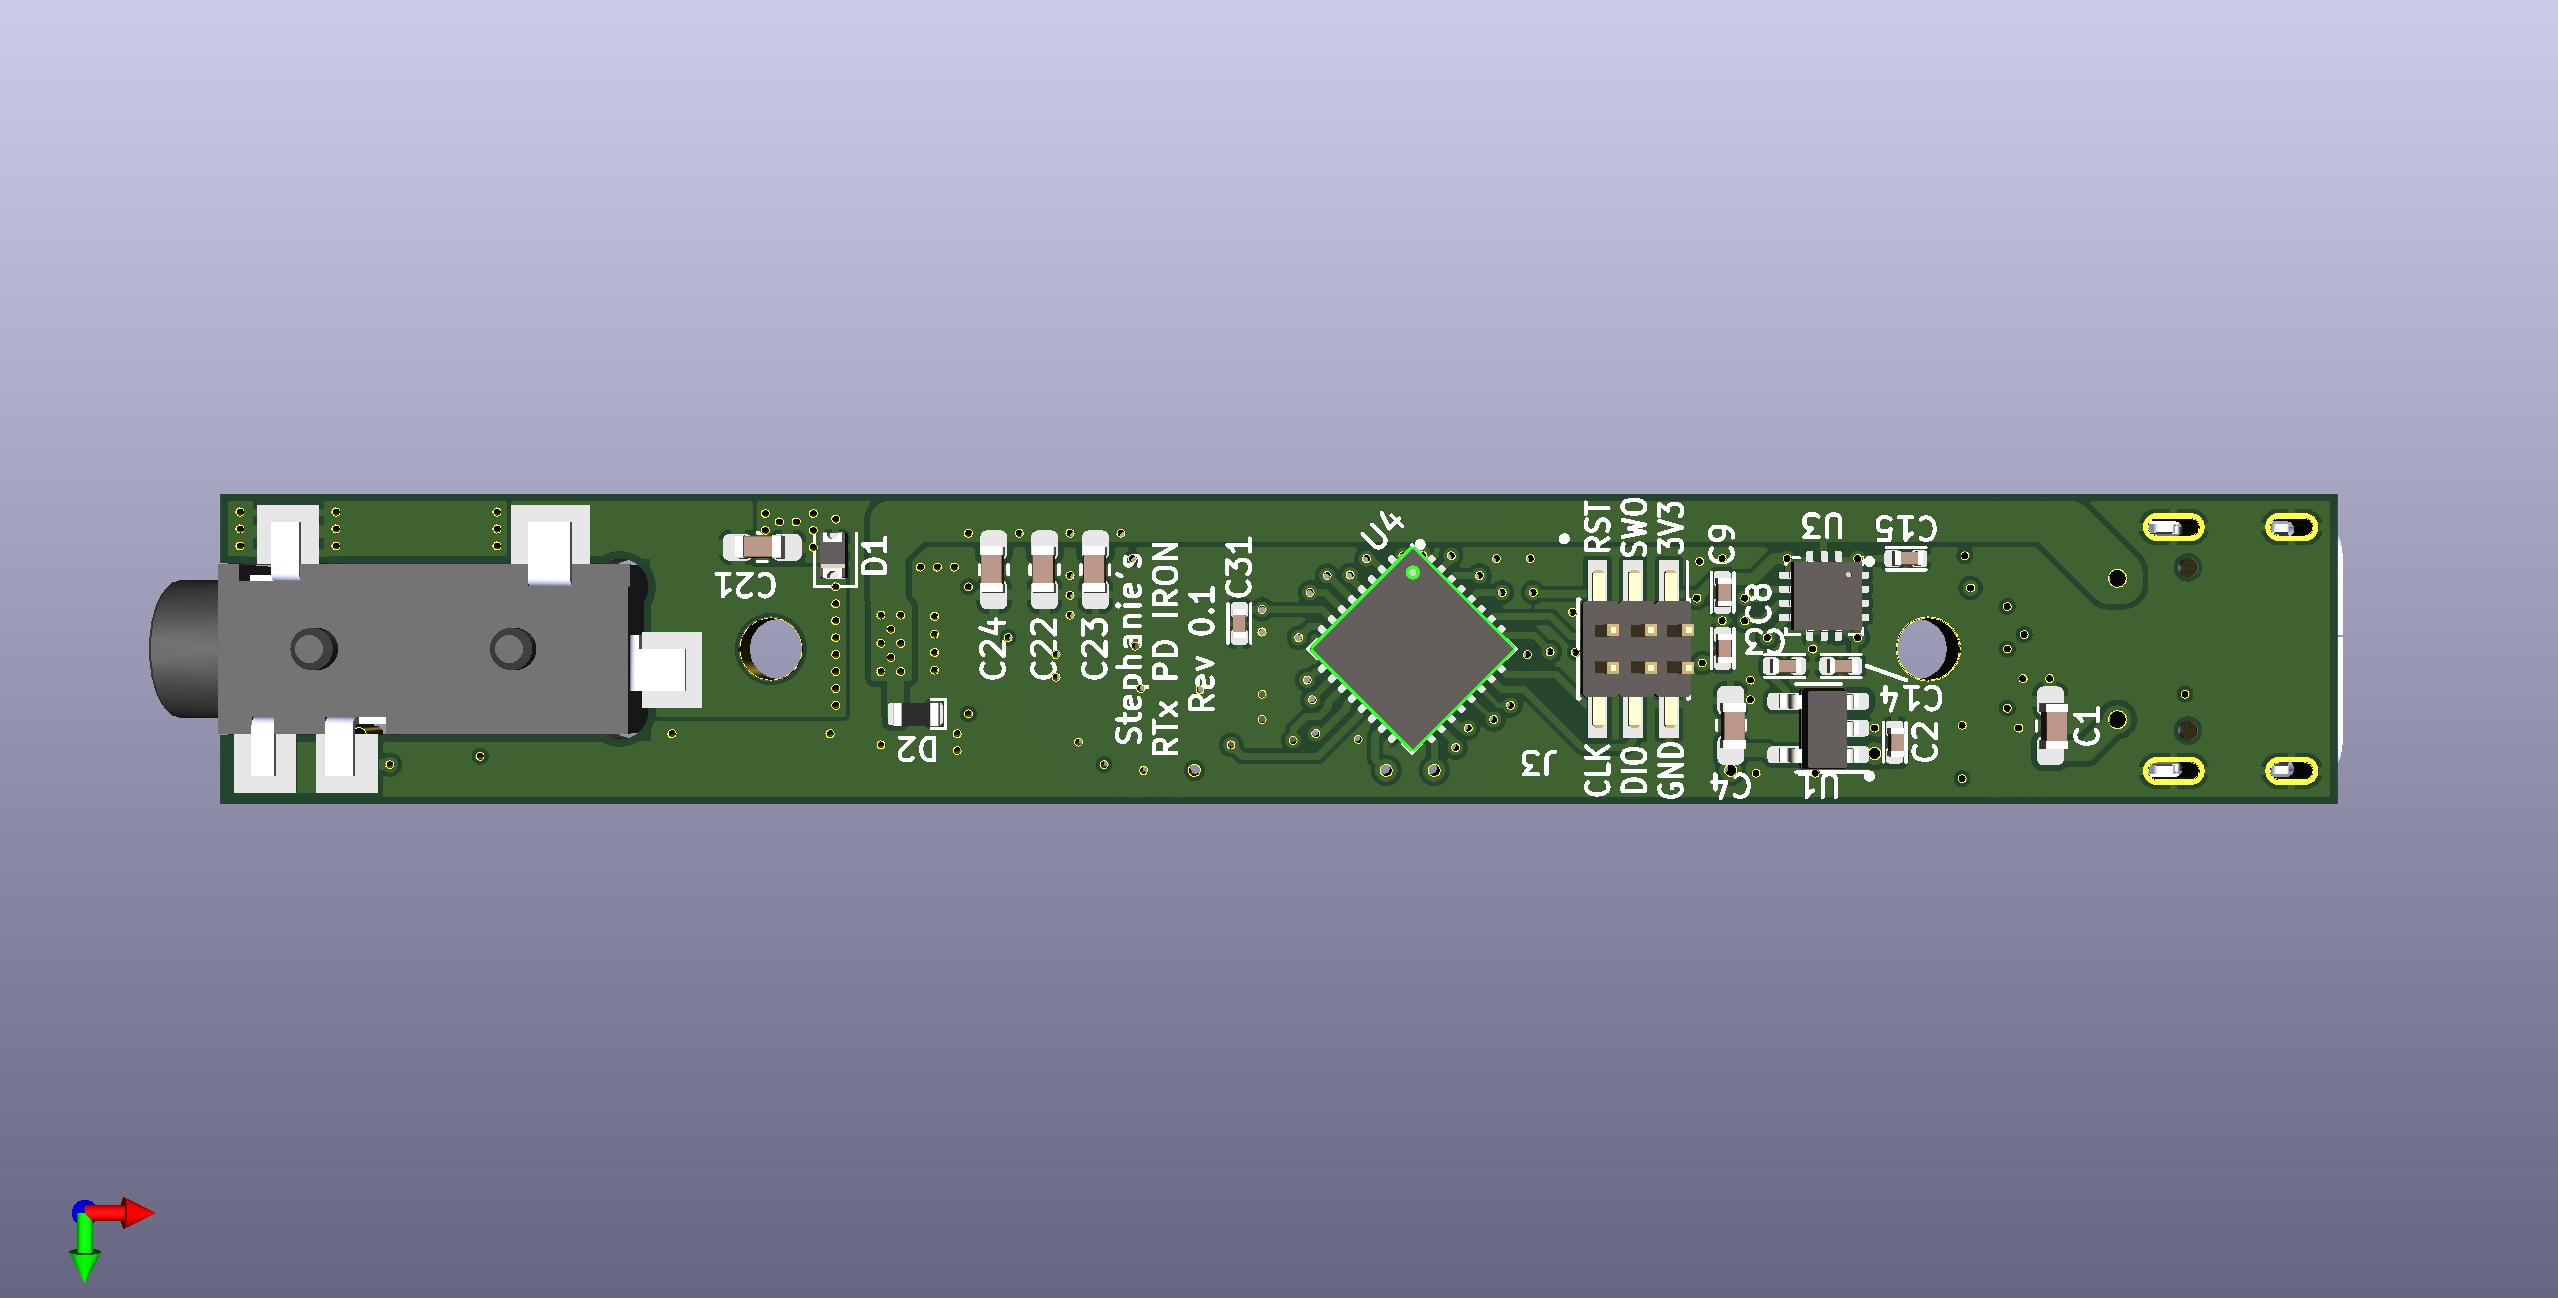 C21
D1
D2
C24
C22
C23
Stephanie's
RTx PD IRON
Rev 0.1
C31
U4
J3
RST
SWO
3V3
CLK
DIO
GND
C9
C8
C3
C4
U3
C15
C14
U1
C2
C1